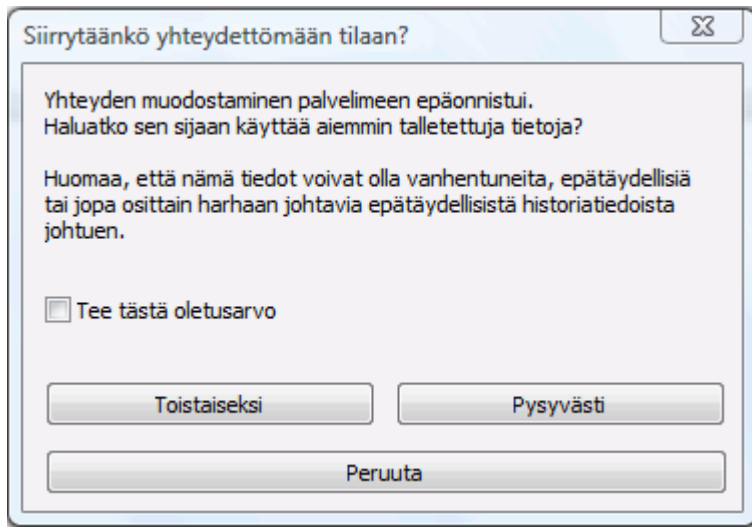 Siirrytäänkö yhteydettömään tilaan?
Yhteyden muodostaminen palvelimeen epäonnistui.
Haluatko sen sijaan käyttää aiemmin talletettuja tietoja?
Huomaa, että nämä tiedot voivat olla vanhentuneita, epätäydellisiä
tai jopa osittain harhaan johtavia epätäydellisistä historiatiedoista
johtuen.
Tee tästä oletusarvo
Toistaiseksi
Pysyvästi
Peruuta